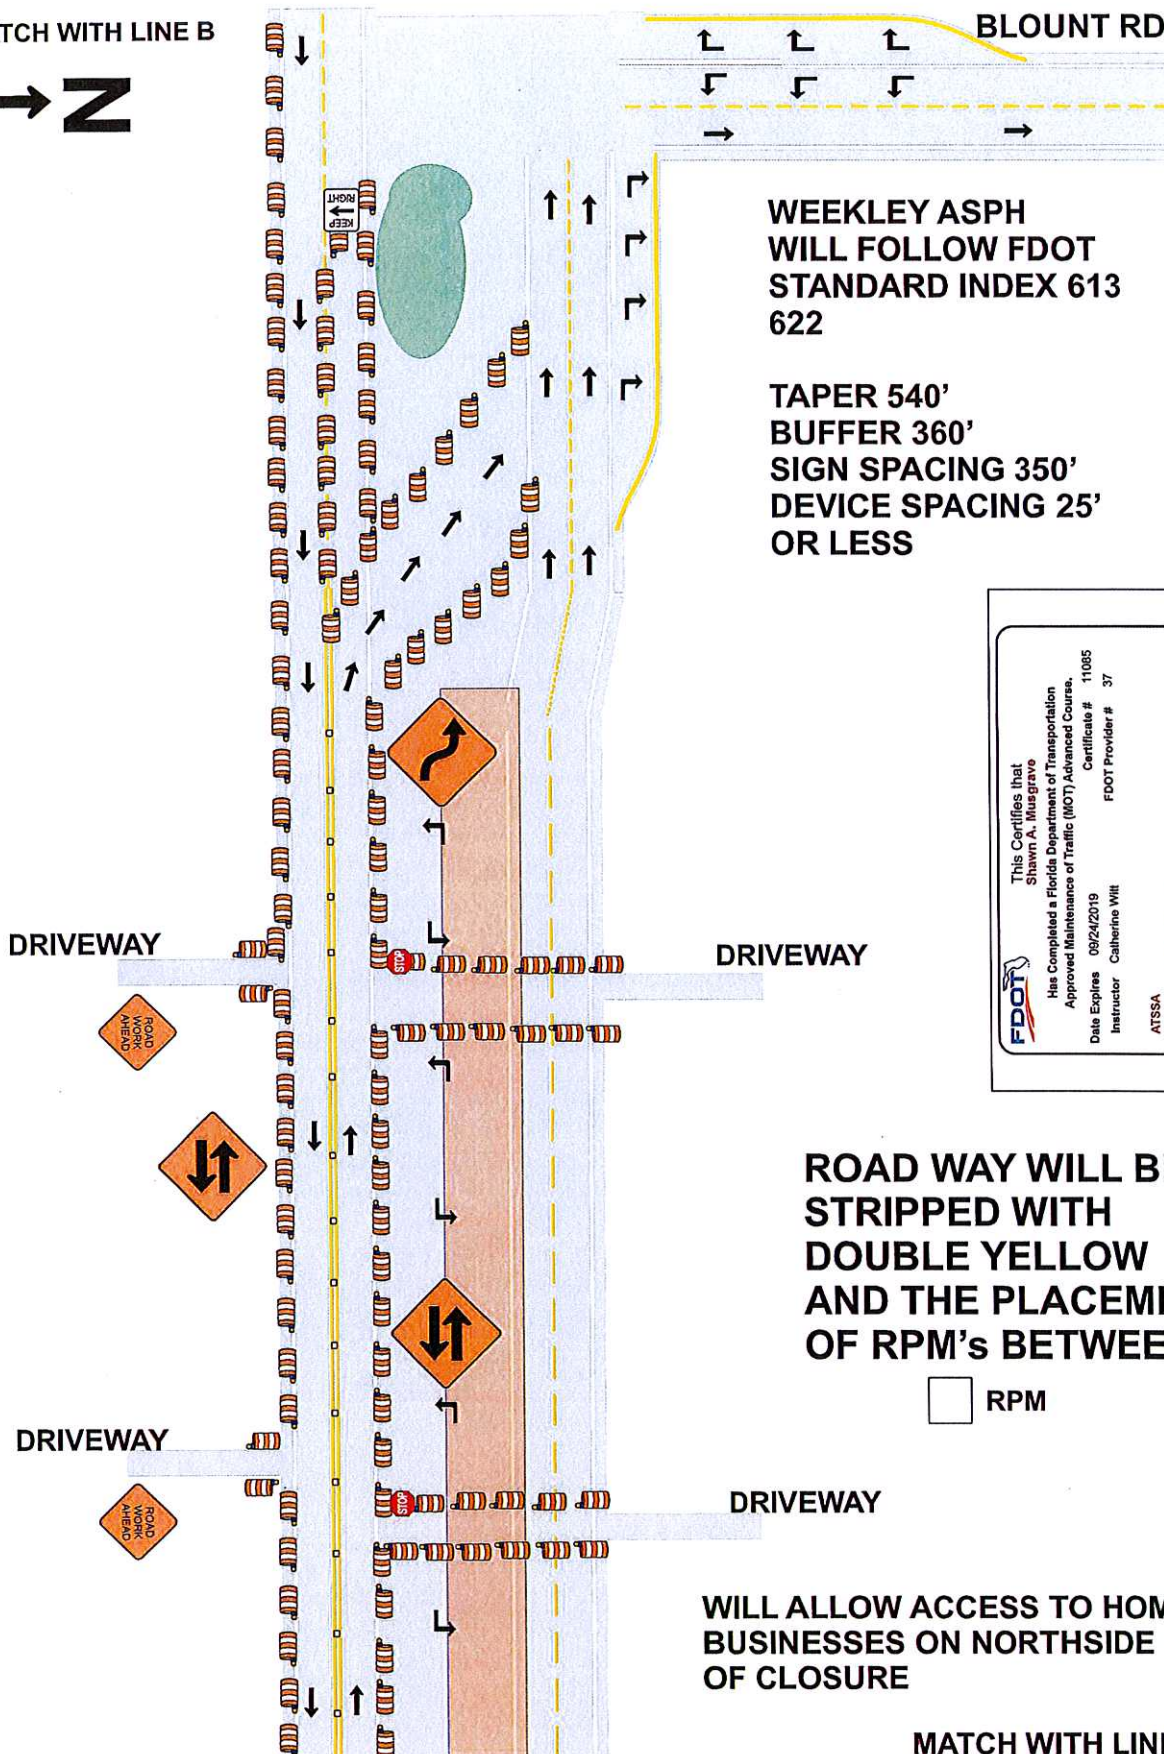 TCH WITH LINE B
BLOUNT RD
N
KEEP
RIGHT
WEEKLEY ASPH
WILL FOLLOW FDOT
STANDARD INDEX 613
622
TAPER 540'
BUFFER 360'
SIGN SPACING 350'
DEVICE SPACING 25'
OR LESS
FDOT
This Certifies that
Shawn A. Musgrave
Has Completed a Florida Department of Transportation
Approved Maintenance of Traffic (MOT) Advanced Course.
Date Expires 09/24/2019 Certificate # 11085
Instructor Catherine Witt FDOT Provider # 37
ATSSA
DRIVEWAY
STOP
DRIVEWAY
ROAD
WORK
AHEAD
ROAD WAY WILL B
STRIPPED WITH
DOUBLE YELLOW
AND THE PLACEM
OF RPM's BETWEE
RPM
DRIVEWAY
STOP
DRIVEWAY
ROAD
WORK
AHEAD
WILL ALLOW ACCESS TO HOM
BUSINESSES ON NORTHSIDE
OF CLOSURE
MATCH WITH LIN